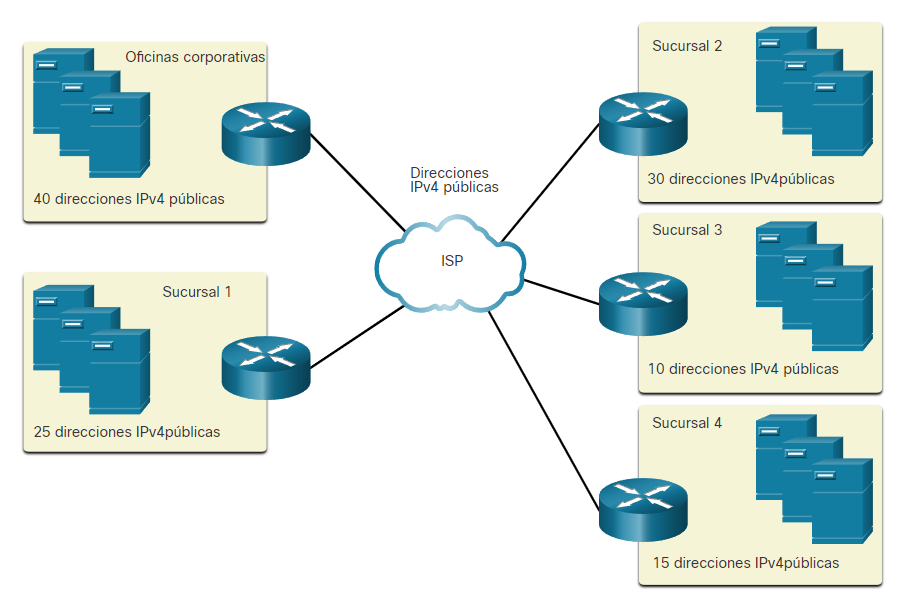 Oficinas corporativas
40 direcciones IPv4 públicas
Sucursal 1
25 direcciones IPv4públicas
Direcciones
IPv4 públicas
ISP
Sucursal 2
30 direcciones IPv4públicas
Sucursal 3
10 direcciones IPv4 públicas
Sucursal 4
15 direcciones IPv4públicas